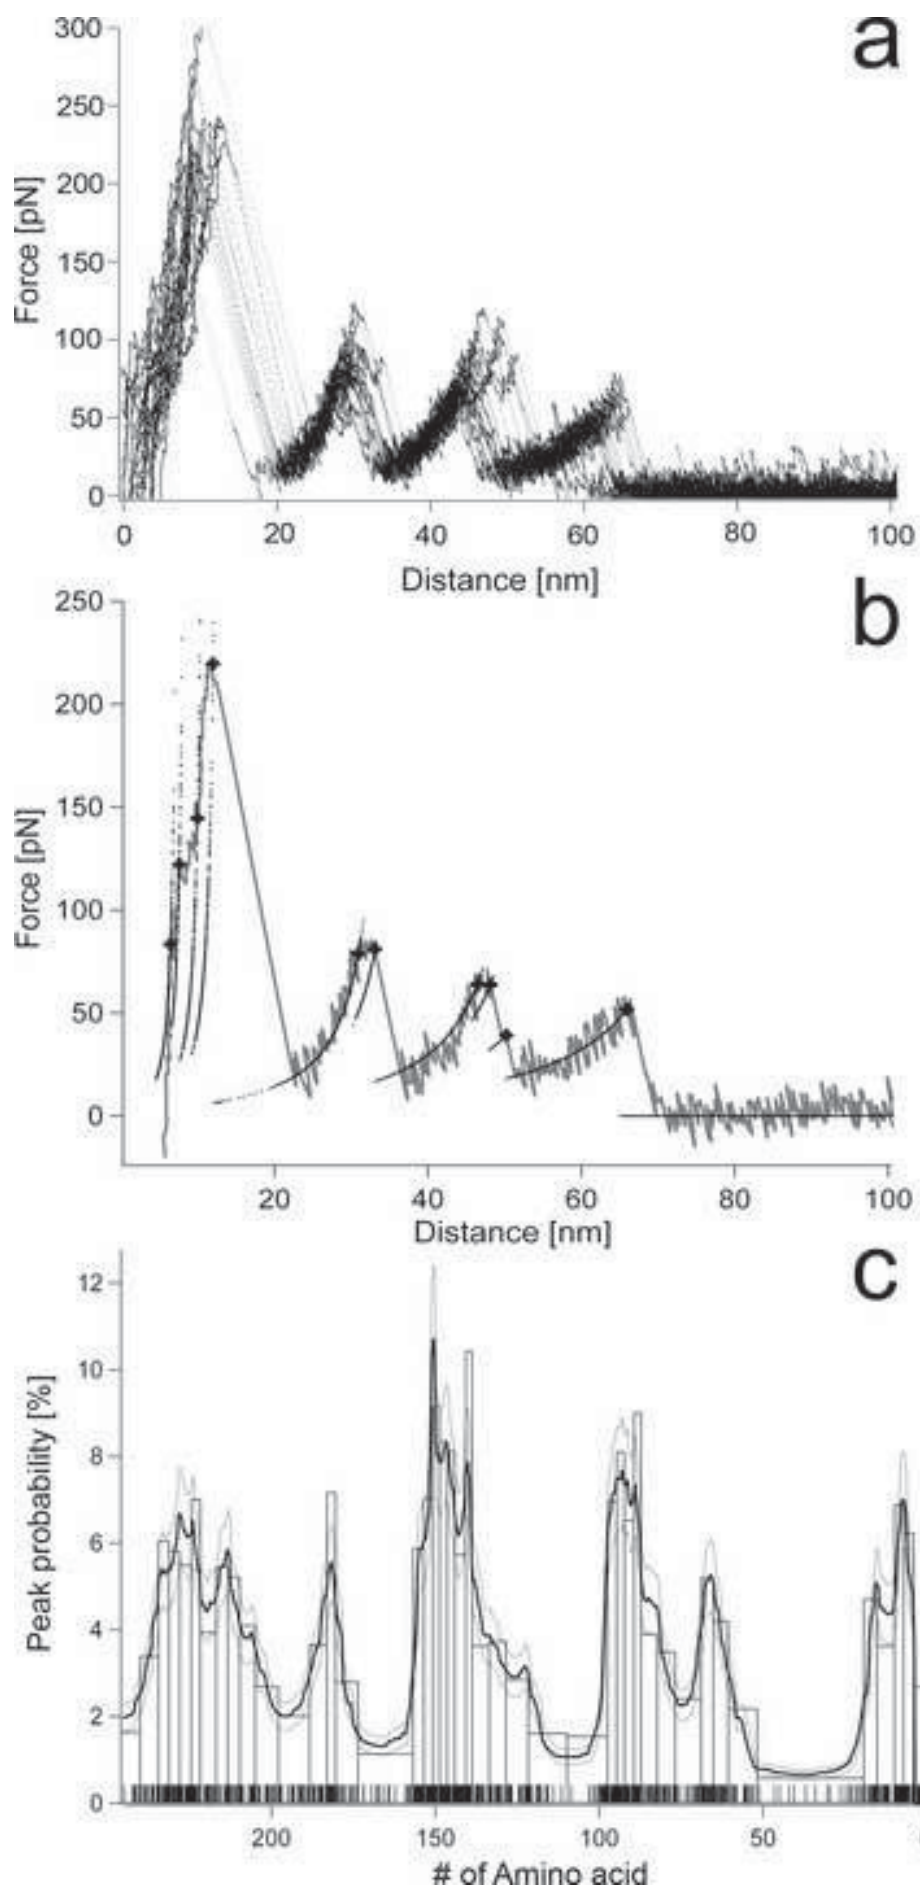 a
300
250
200
150
100
50
0
Force [pN]
0 20 40 60 80 100
Distance [nm]
b
250
200
150
100
50
0
Force [pN]
20 40 60 80 100
Distance [nm]
c
12
10
8
6
4
2
0
Peak probability [%]
200 150 100 50
# of Amino acid